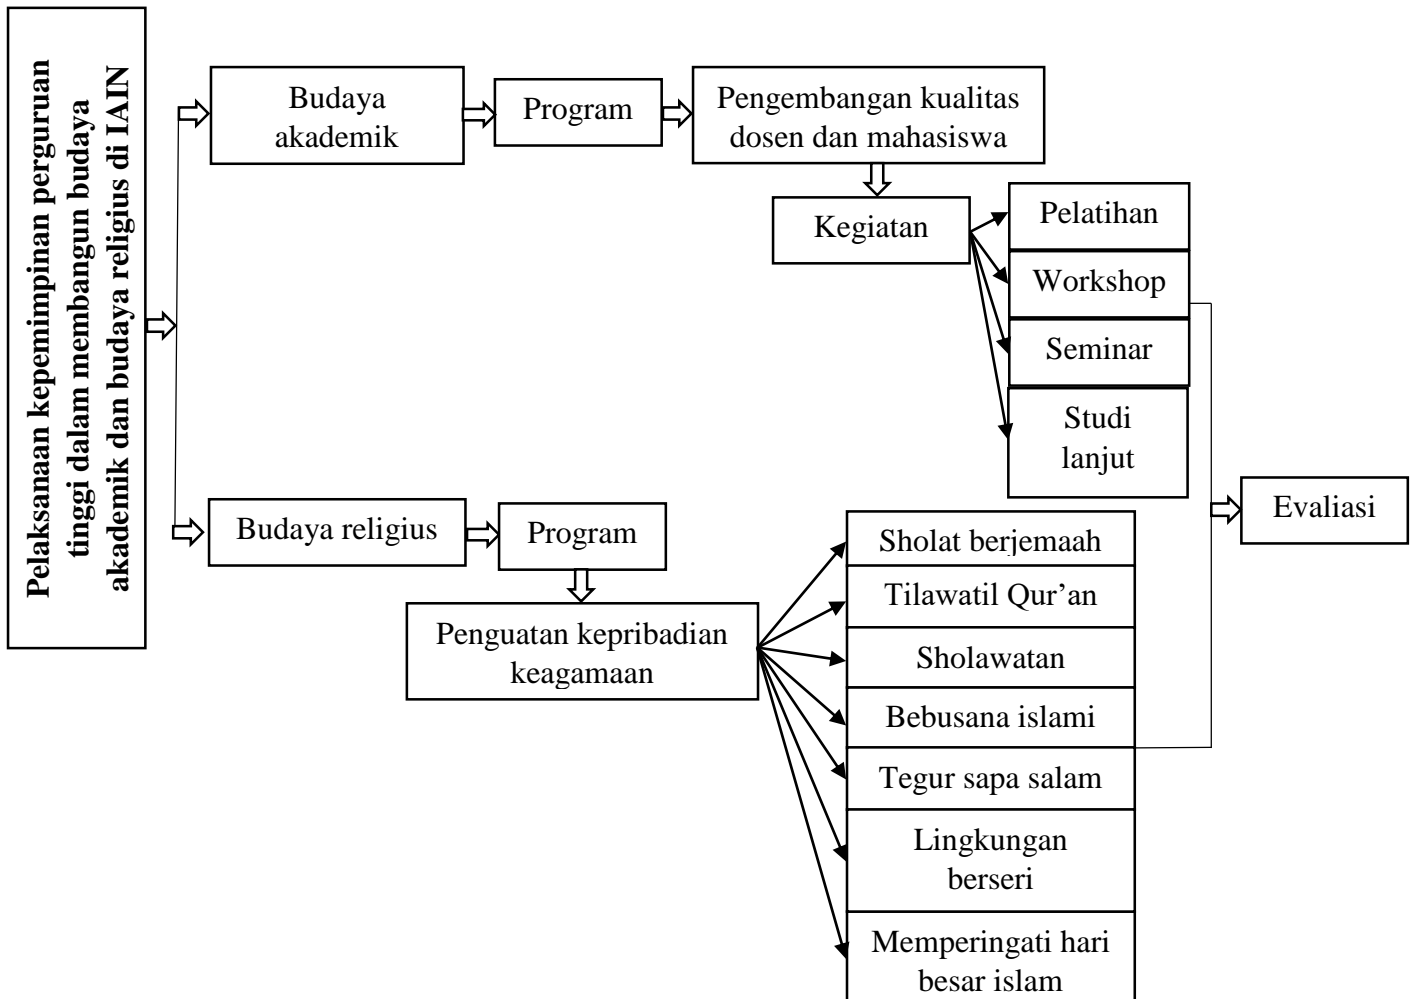 Pelaksanaan kepemimpinan perguruan
tinggi dalam membangun budaya
akademik dan budaya religius di IAIN
Budaya
akademik
Program
Pengembangan kualitas
dosen dan mahasiswa
Kegiatan
Pelatihan
Workshop
Seminar
Studi
lanjut
Evaliasi
Budaya religius
Program
Penguatan kepribadian
keagamaan
Sholat berjemaah
Tilawatil Qur’an
Sholawatan
Bebusana islami
Tegur sapa salam
Lingkungan
berseri
Memperingati hari
besar islam